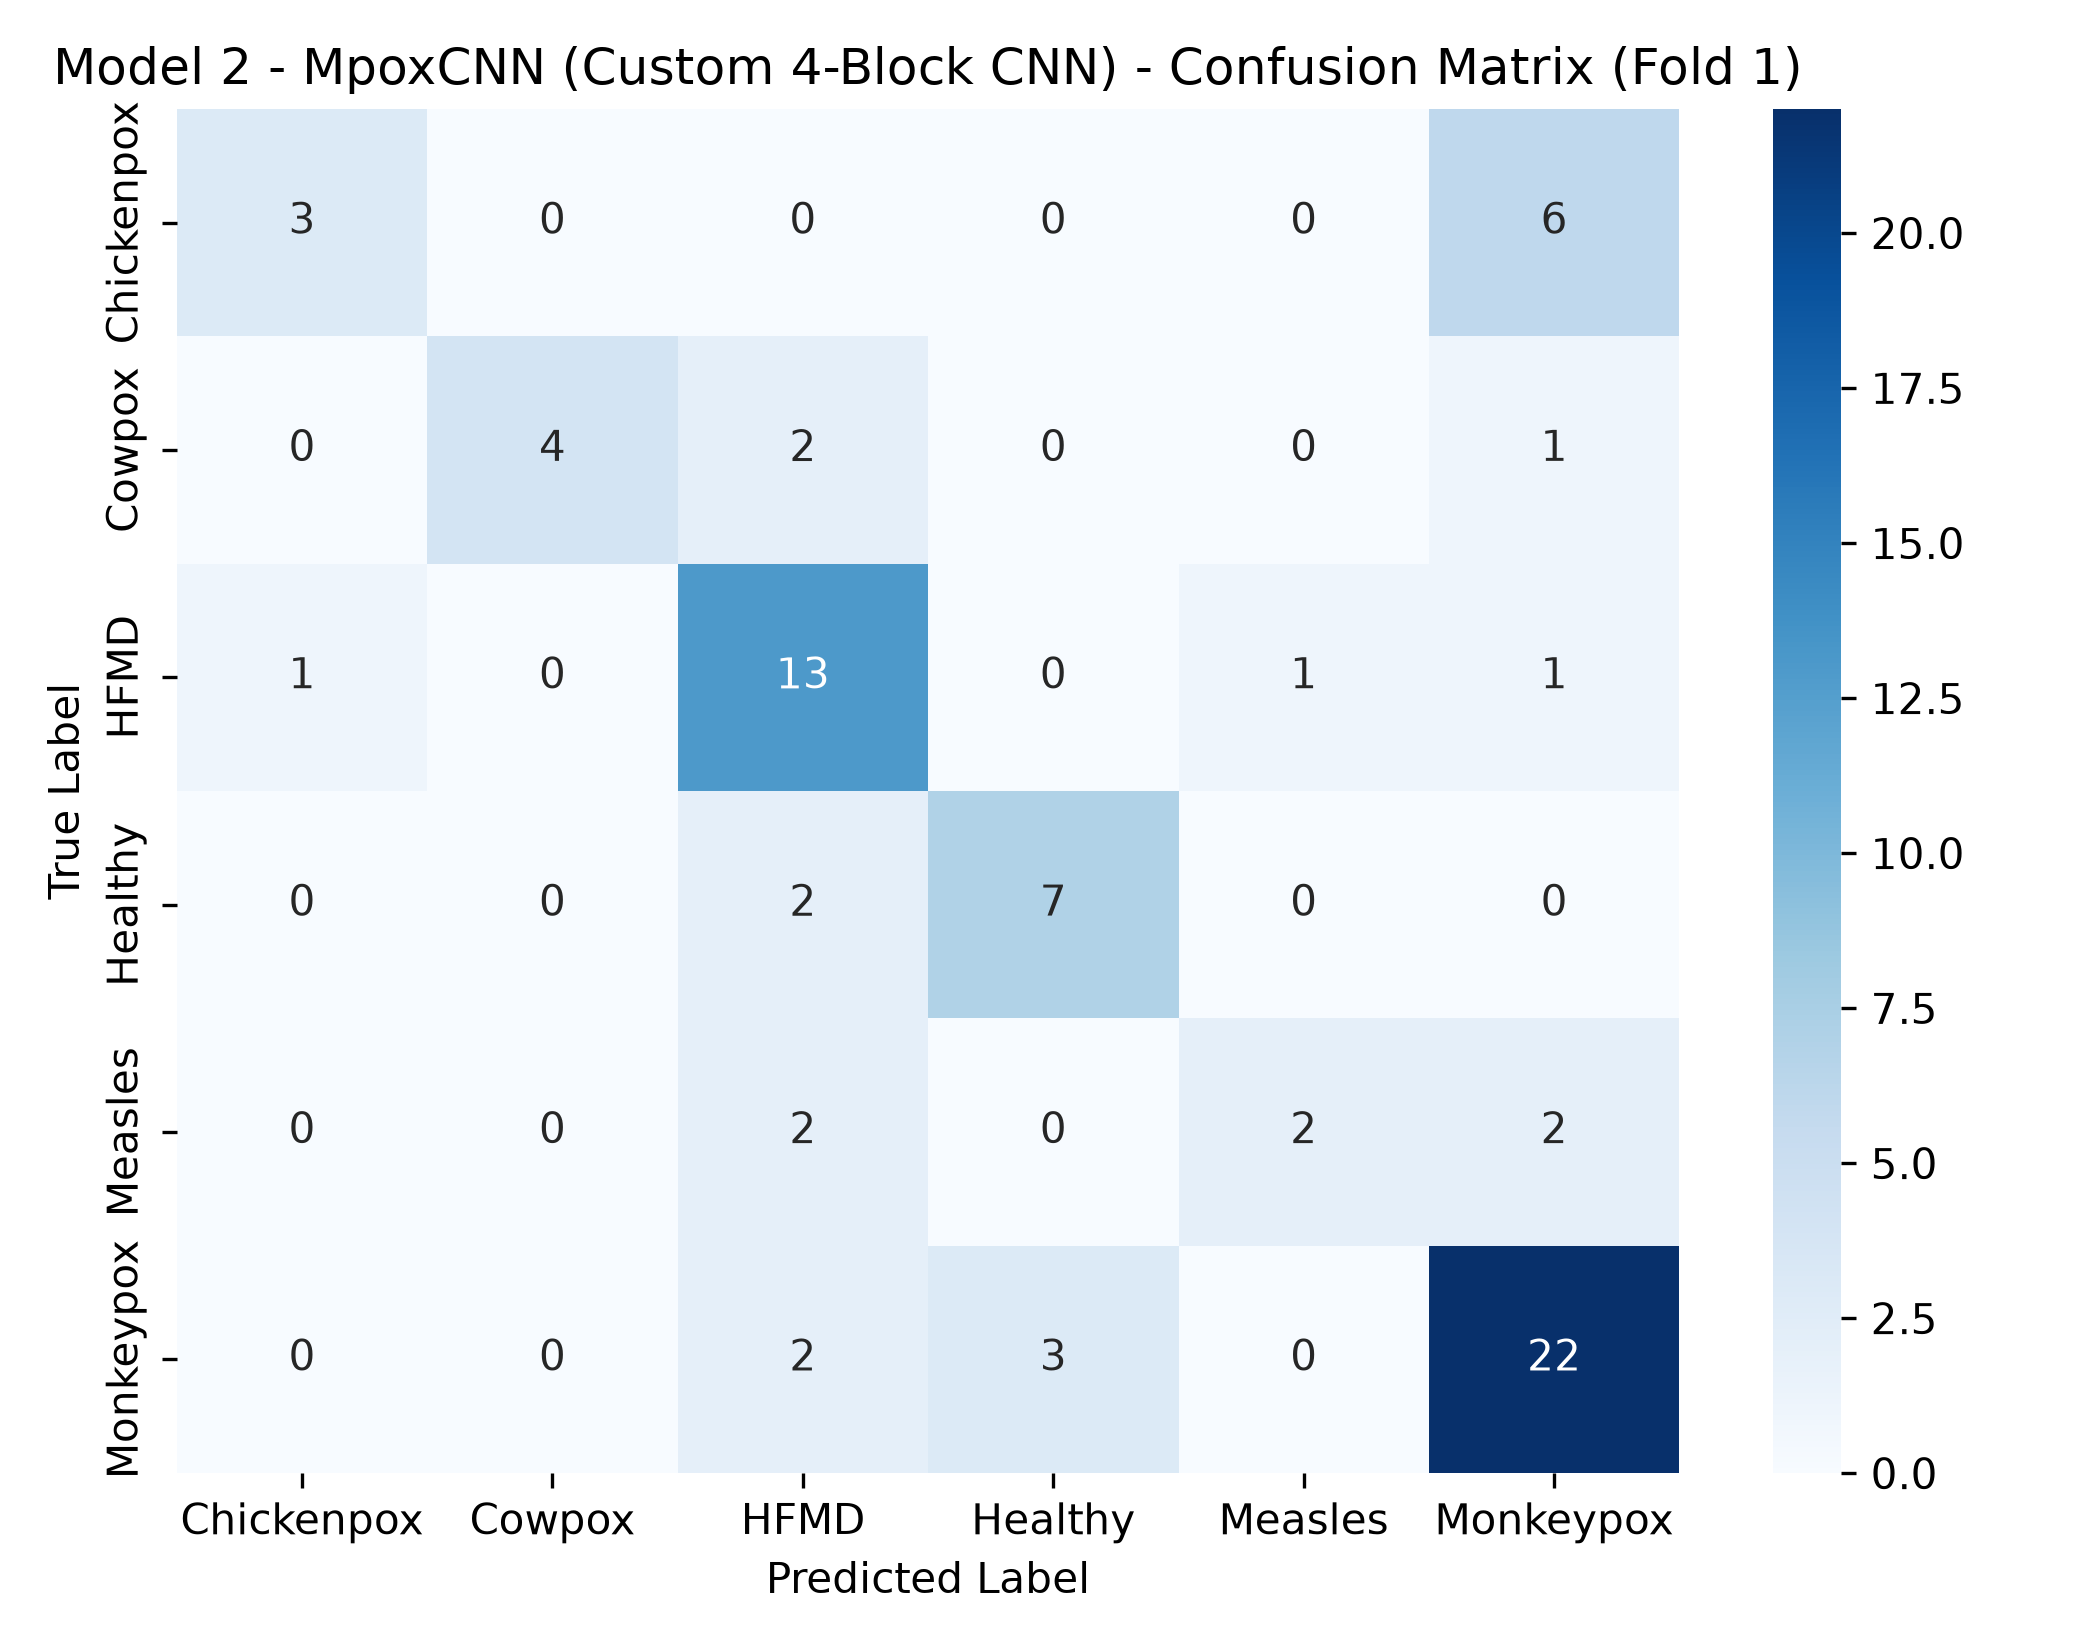 Model 2 - MpoxCNN (Custom 4-Block CNN) - Confusion Matrix (Fold 1)
True Label
Chickenpox 3 0 0 0 0 6
Cowpox 0 4 2 0 0 1
HFMD 1 0 13 0 1 1
Healthy 0 0 2 7 0 0
Measles 0 0 2 0 2 2
Monkeypox 0 0 2 3 0 22
Chickenpox Cowpox HFMD Healthy Measles Monkeypox
Predicted Label
20.0
17.5
15.0
12.5
10.0
7.5
5.0
2.5
0.0